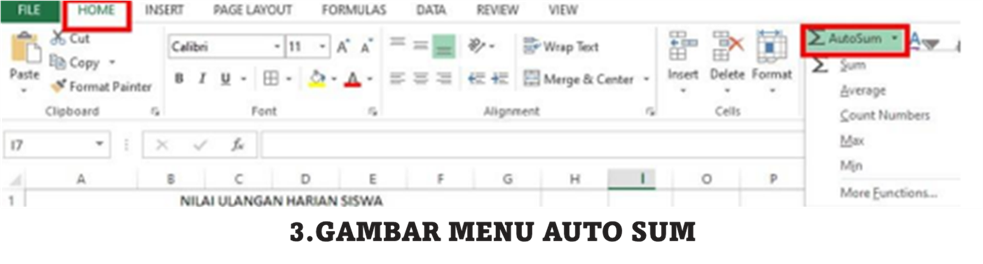 FILE HOME INSERT PAGE LAYOUT FORMULAS DATA REVIEW VIEW
Cut
Copy
Format Painter
Paste
Clipboard
Calibri 11 A A
B I U A
Font
Wrap Text
Merge & Center
Alignment
Insert Delete Format
Cells
Σ AutoSum
Σ Sum
Average
Count Numbers
Max
Min
More Functions...
I7 fx
A B C D E F G H I O P
1 NILAI ULANGAN HARIAN SISWA
3.GAMBAR MENU AUTO SUM